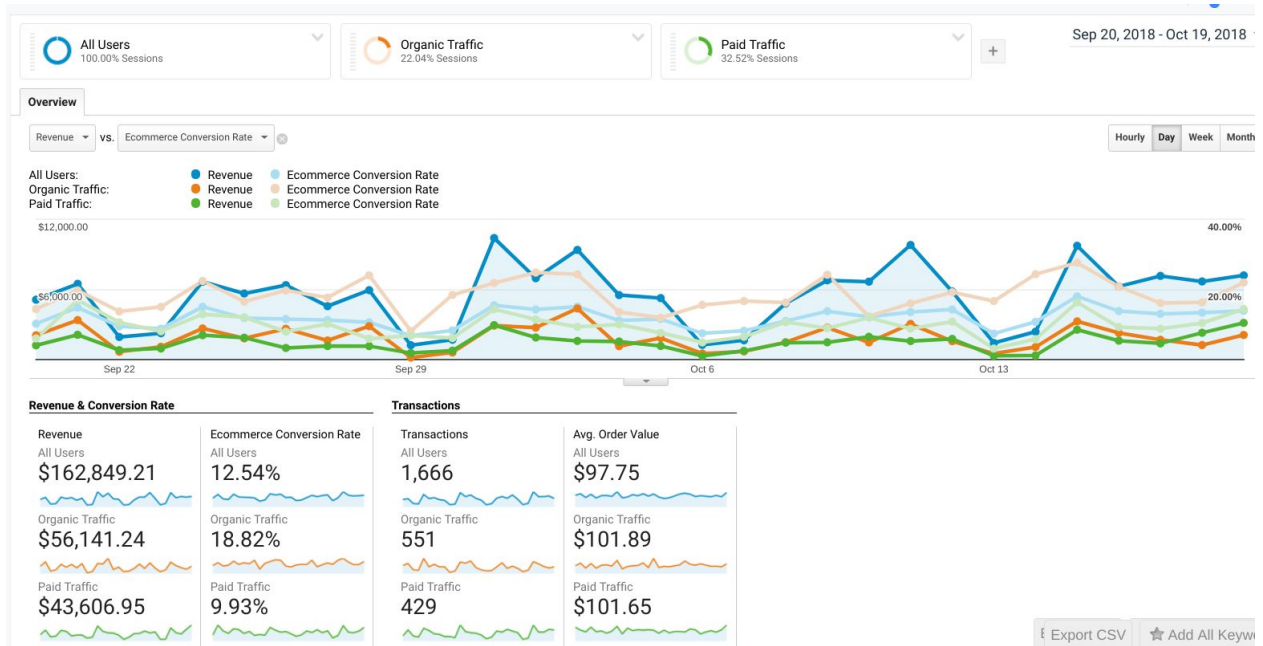 All Users
100.00% Sessions
Organic Traffic
22.04% Sessions
Paid Traffic
32.52% Sessions
+
Sep 20, 2018 - Oct 19, 2018
Overview
Revenue vs. Ecommerce Conversion Rate
Hourly Day Week Month
All Users: Revenue Ecommerce Conversion Rate
Organic Traffic: Revenue Ecommerce Conversion Rate
Paid Traffic: Revenue Ecommerce Conversion Rate
$12,000.00 40.00%
$6,000.00 20.00%
Sep 22 Sep 29 Oct 6 Oct 13
Revenue & Conversion Rate
Transactions
Revenue
All Users
$162,849.21
Organic Traffic
$56,141.24
Paid Traffic
$43,606.95
Ecommerce Conversion Rate
All Users
12.54%
Organic Traffic
18.82%
Paid Traffic
9.93%
Transactions
All Users
1,666
Organic Traffic
551
Paid Traffic
429
Avg. Order Value
All Users
$97.75
Organic Traffic
$101.89
Paid Traffic
$101.65
Export CSV
Add All Keyw